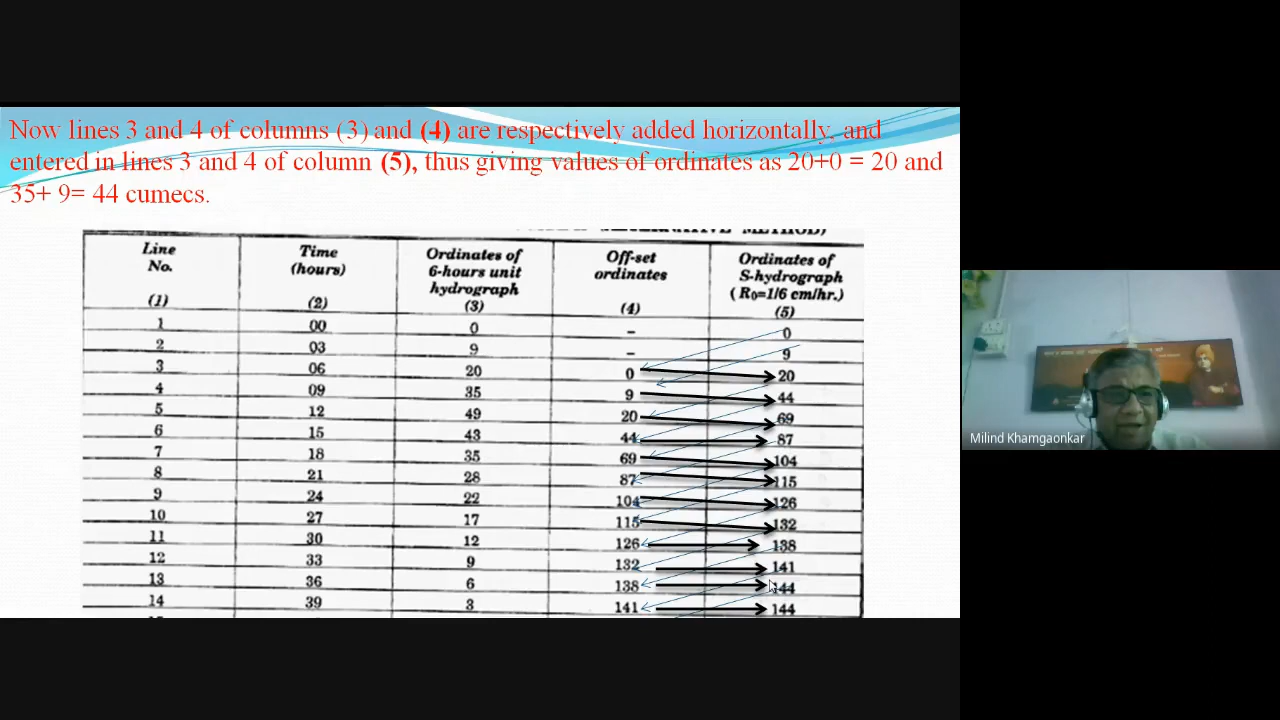 Now lines 3 and 4 of columns (3) and (4) are respectively added horizontally, and
entered in lines 3 and 4 of column (5), thus giving values of ordinates as 20+0 = 20 and
35+ 9= 44 cumecs.
METHOD)
Line No. (1) Time (hours) (2) Ordinates of 6-hours unit hydrograph (3) Off-set ordinates (4) Ordinates of S-hydrograph ( R0=1/6 cm/hr.) (5)
1 00 0 – 0
2 03 9 – 9
3 06 20 0 20
4 09 35 9 44
5 12 49 20 69
6 15 43 44 87
7 18 35 69 104
8 21 28 87 115
9 24 22 104 126
10 27 17 115 132
11 30 12 126 138
12 33 9 132 141
13 36 6 138 144
14 39 3 141 144
Milind Khamgaonkar